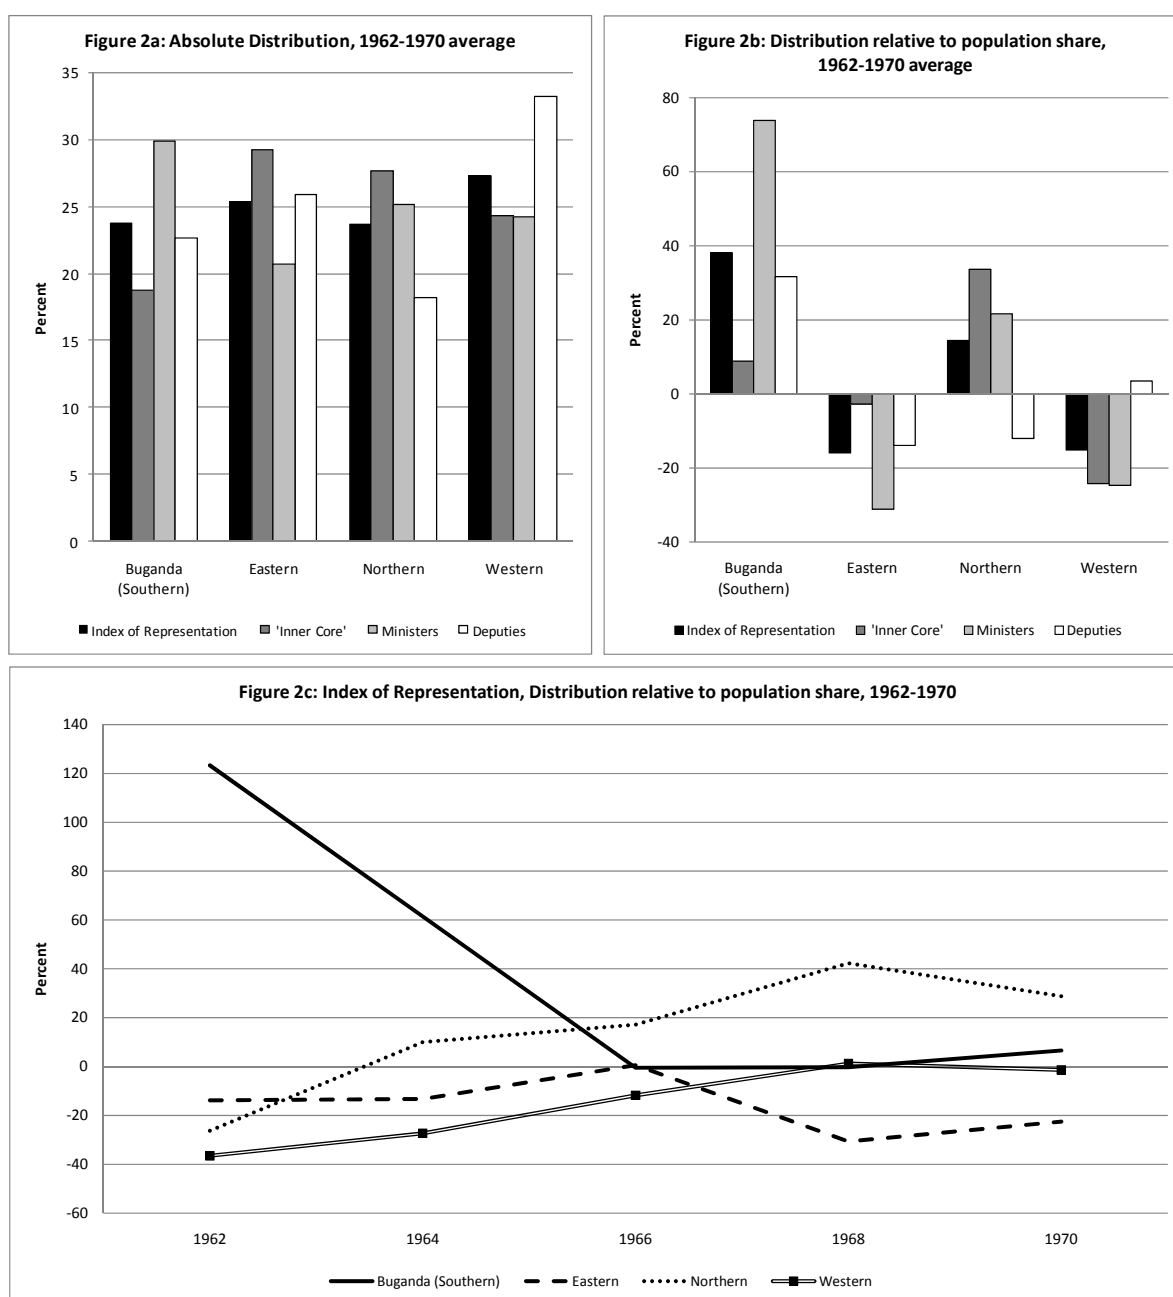 Figure 2a: Absolute Distribution, 1962-1970 average
35
30
25
20
15
10
5
0
Percent
Buganda
(Southern)
Eastern
Northern
Western
Index of Representation
'Inner Core'
Ministers
Deputies
Figure 2b: Distribution relative to population share,
1962-1970 average
80
60
40
20
0
-20
-40
Percent
Buganda
(Southern)
Eastern
Northern
Western
Index of Representation
'Inner Core'
Ministers
Deputies
Figure 2c: Index of Representation, Distribution relative to population share, 1962-1970
140
120
100
80
60
40
20
0
-20
-40
-60
Percent
1962
1964
1966
1968
1970
Buganda (Southern)
Eastern
Northern
Western